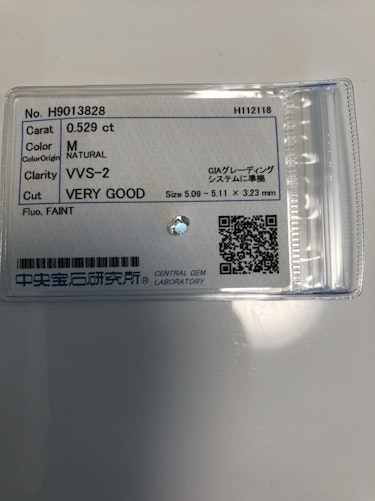 No. H9013828 H112118
Carat 0.529 ct
Color M
ColorOrigin NATURAL
Clarity VVS-2 GIAグレーディング
システムに準拠
Cut VERY GOOD Size 5.09 - 5.11 × 3.23 mm
Fluo. FAINT
中央宝石研究所® CENTRAL GEM
LABORATORY